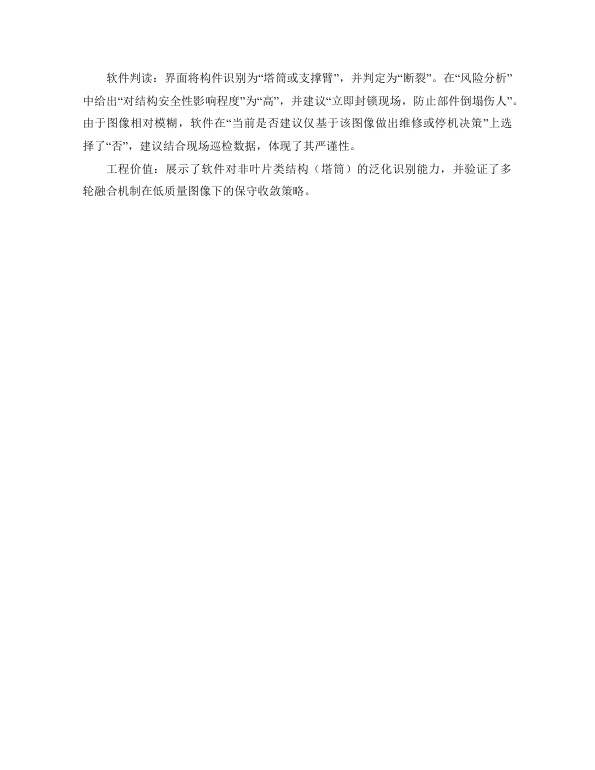 软件判读：界面将构件识别为“塔筒或支撑臂”，并判定为“断裂”。在“风险分析”
中给出“对结构安全性影响程度”为“高”，并建议“立即封锁现场，防止部件倒塌伤人”。
由于图像相对模糊，软件在“当前是否建议仅基于该图像做出维修或停机决策”上选
择了“否”，建议结合现场巡检数据，体现了其严谨性。
工程价值：展示了软件对非叶片类结构（塔筒）的泛化识别能力，并验证了多
轮融合机制在低质量图像下的保守收敛策略。